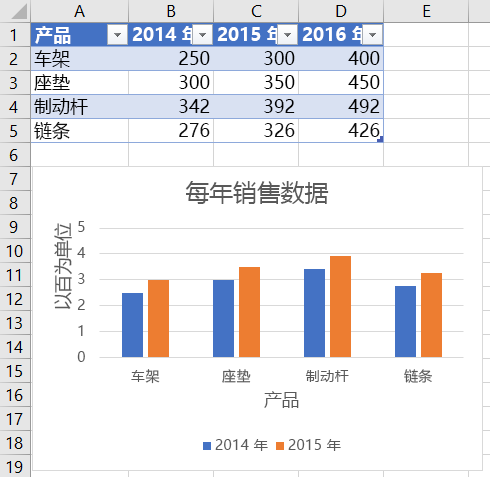 A B C D E
1 产品 2014 年 2015 年 2016 年
2 车架 250 300 400
3 座垫 300 350 450
4 制动杆 342 392 492
5 链条 276 326 426
6
7
8
9
10
11
12
13
14
15
16
17
18
19
每年销售数据
以百为单位
5
4
3
2
1
0
车架 座垫 制动杆 链条
产品
2014 年 2015 年